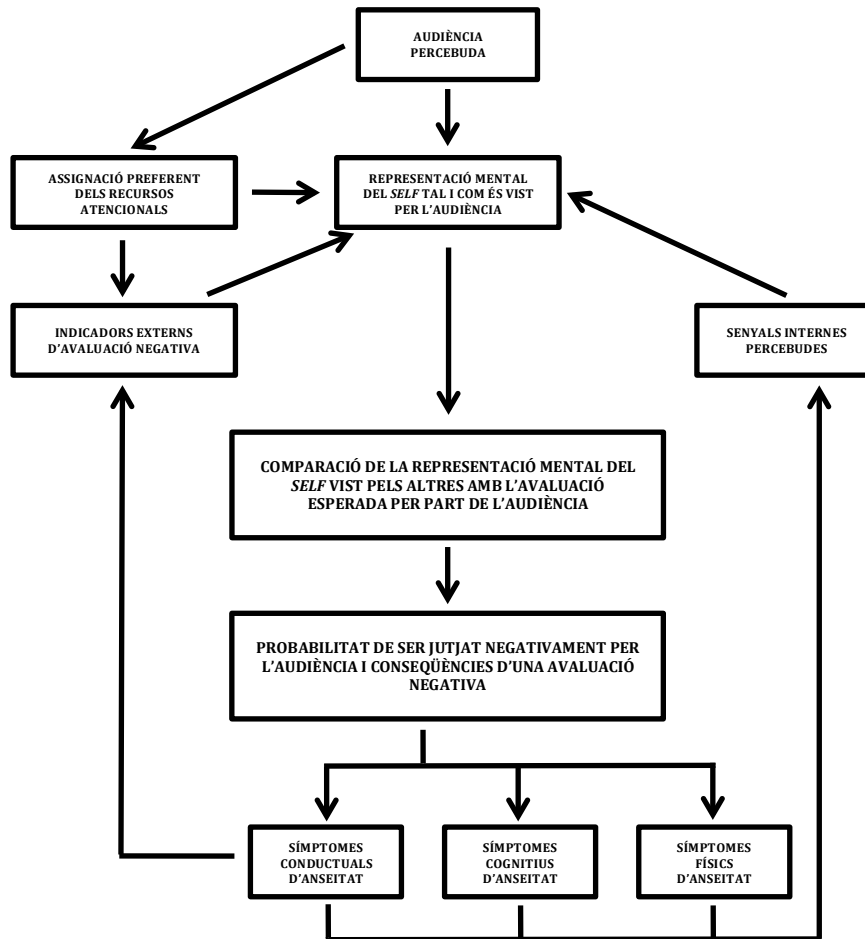 AUDIÈNCIA
PERCEBUDA
ASSIGNACIÓ PREFERENT
DELS RECURSOS
ATENCIONALS
REPRESENTACIÓ MENTAL
DEL SELF TAL I COM ÉS VIST
PER L'AUDIÈNCIA
INDICADORS EXTERNS
D'AVALUACIÓ NEGATIVA
SENYALS INTERNES
PERCEBUDES
COMPARACIÓ DE LA REPRESENTACIÓ MENTAL DEL
SELF VIST PELS ALTRES AMB L'AVALUACIÓ
ESPERADA PER PART DE L'AUDIÈNCIA
PROBABILITAT DE SER JUTJAT NEGATIVAMENT PER
L'AUDIÈNCIA I CONSEQÜÈNCIES D'UNA AVALUACIÓ
NEGATIVA
SÍMPTOMES
CONDUCTUALS
D'ANSEITAT
SÍMPTOMES
COGNITIUS
D'ANSEITAT
SÍMPTOMES
FÍSICS
D'ANSEITAT